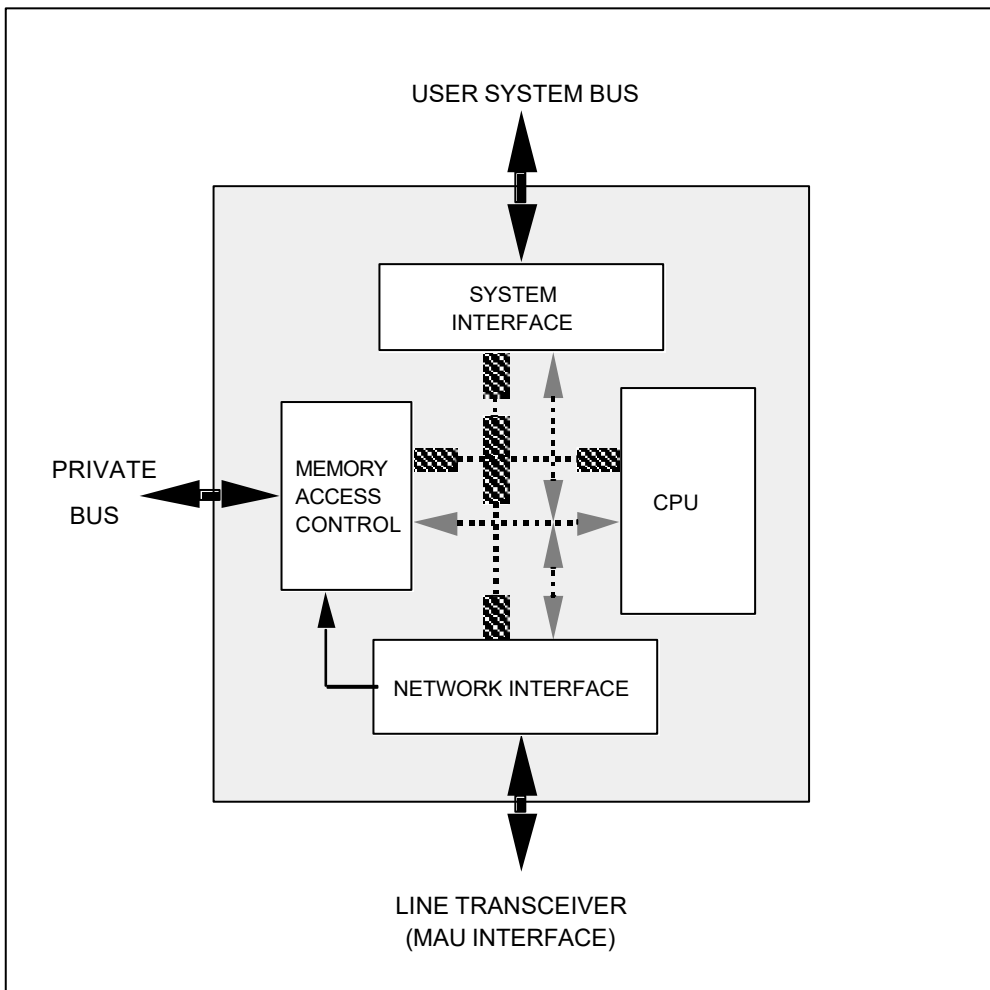 USER SYSTEM BUS
SYSTEM
INTERFACE
PRIVATE
BUS
MEMORY
ACCESS
CONTROL
CPU
NETWORK INTERFACE
LINE TRANSCEIVER
(MAU INTERFACE)